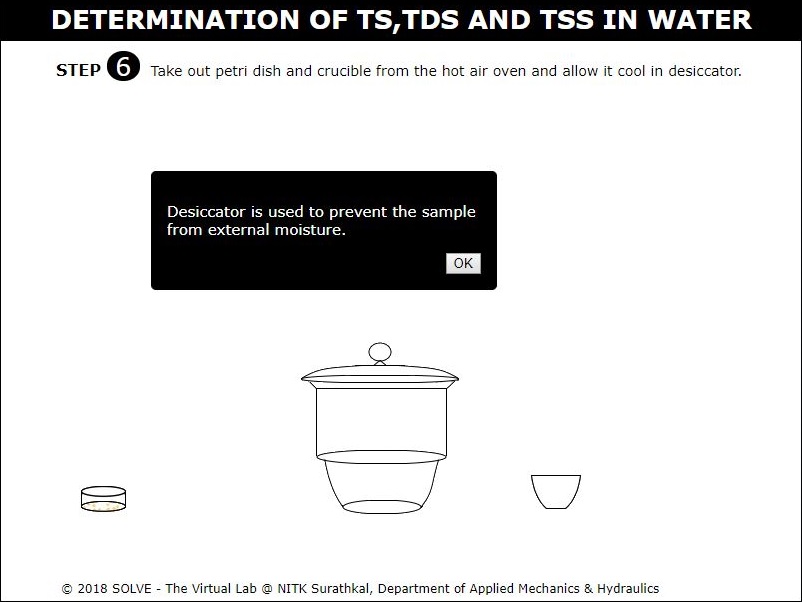 DETERMINATION OF TS,TDS AND TSS IN WATER
STEP 6 Take out petri dish and crucible from the hot air oven and allow it cool in desiccator.
Desiccator is used to prevent the sample
from external moisture.
OK
© 2018 SOLVE - The Virtual Lab @ NITK Surathkal, Department of Applied Mechanics & Hydraulics